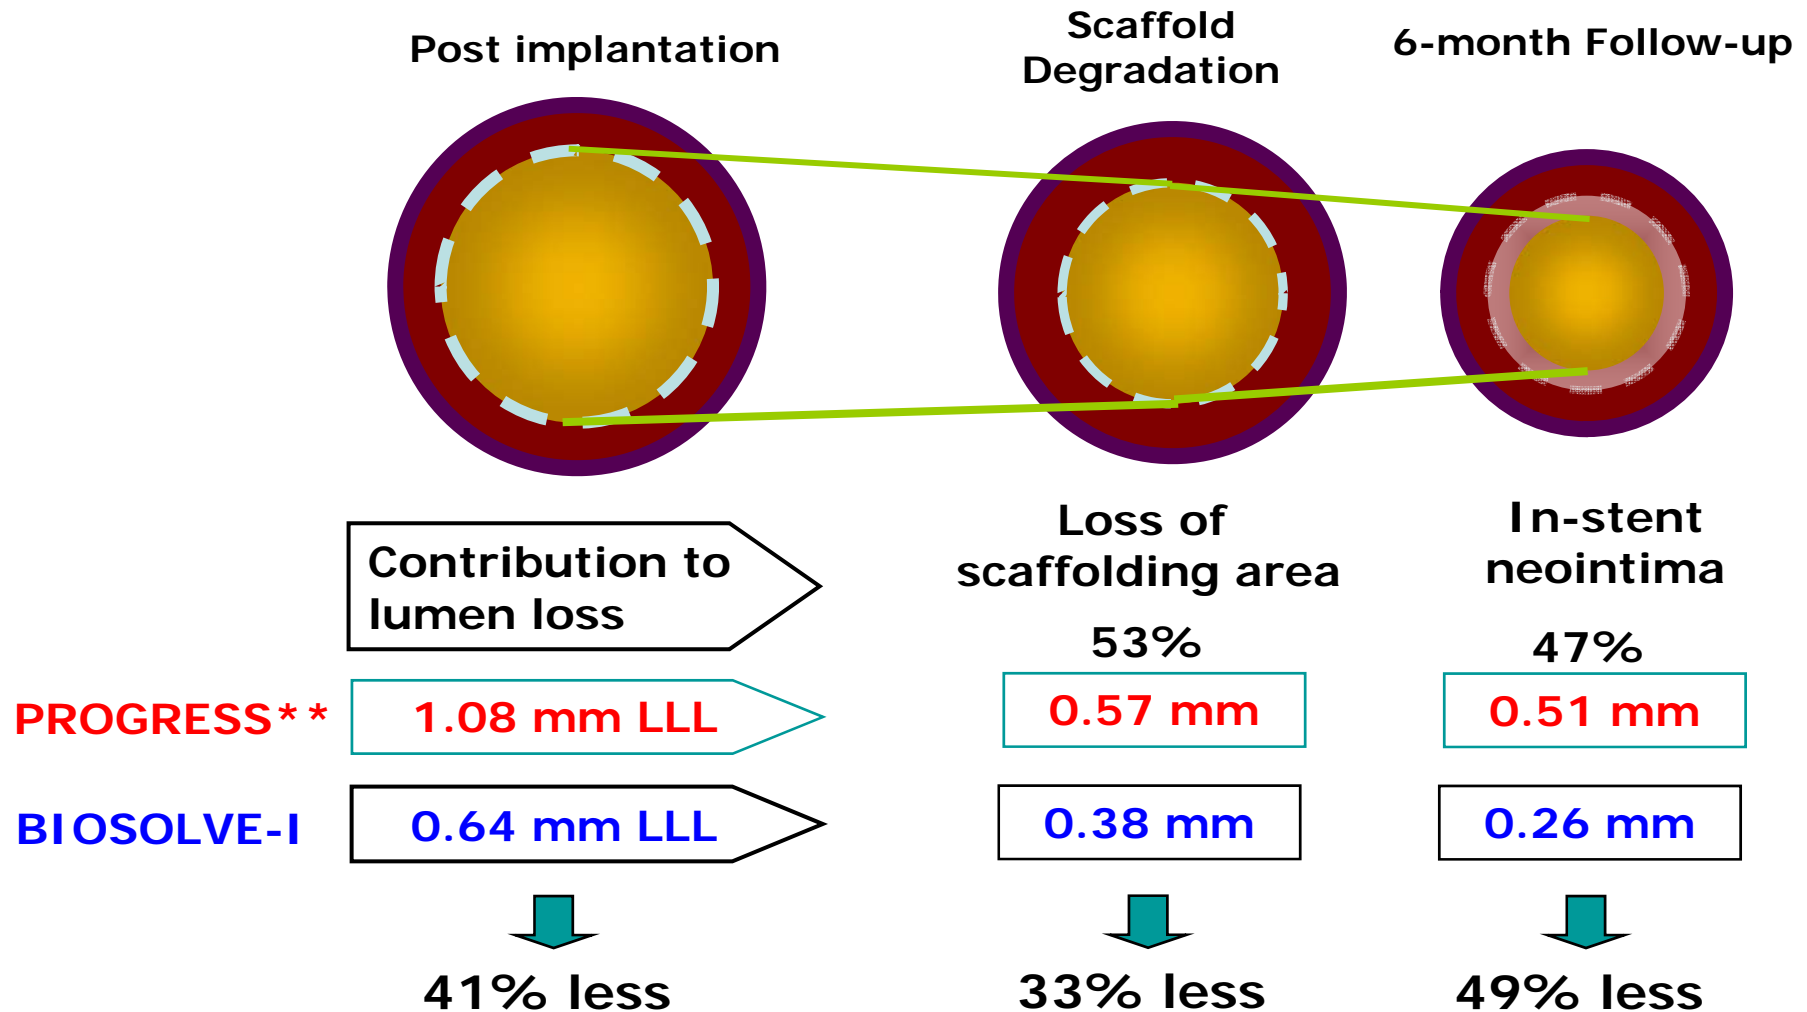 Post implantation
Scaffold
Degradation
6-month Follow-up
Contribution to
lumen loss
Loss of
scaffolding area
53%
In-stent
neointima
47%
PROGRESS**
1.08 mm LLL
0.57 mm
0.51 mm
BIOSOLVE-I
0.64 mm LLL
0.38 mm
0.26 mm
41% less
33% less
49% less